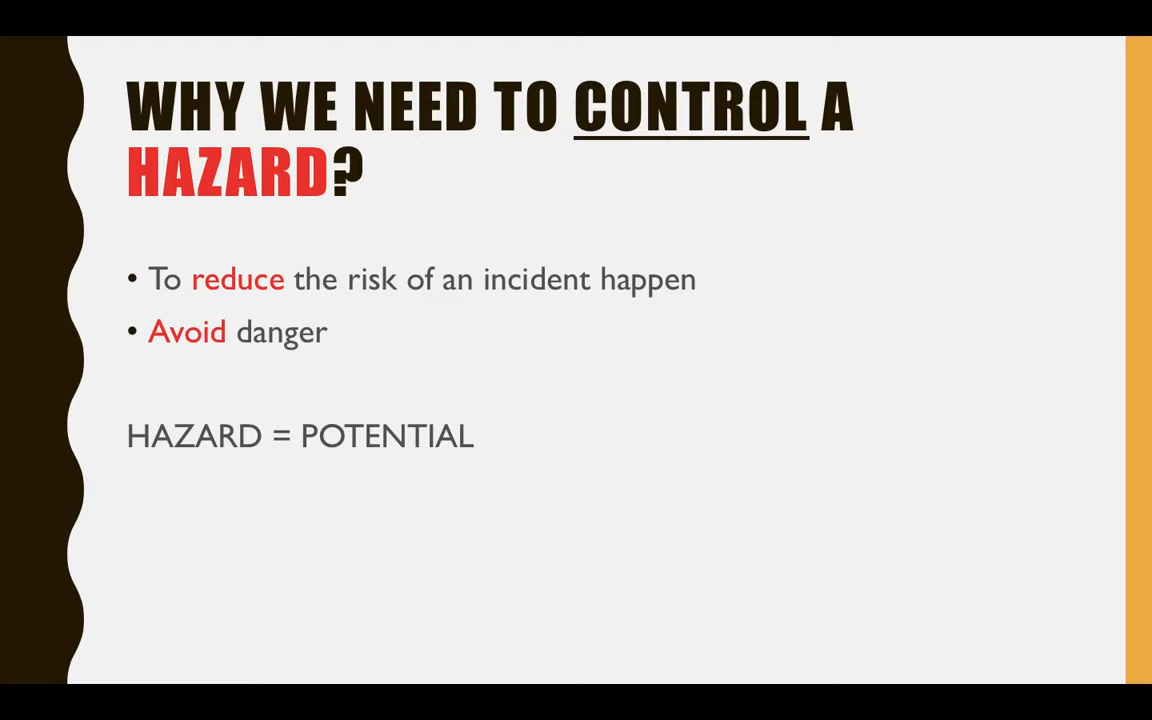 WHY WE NEED TO CONTROL A
HAZARD?
• To reduce the risk of an incident happen
• Avoid danger
HAZARD = POTENTIAL